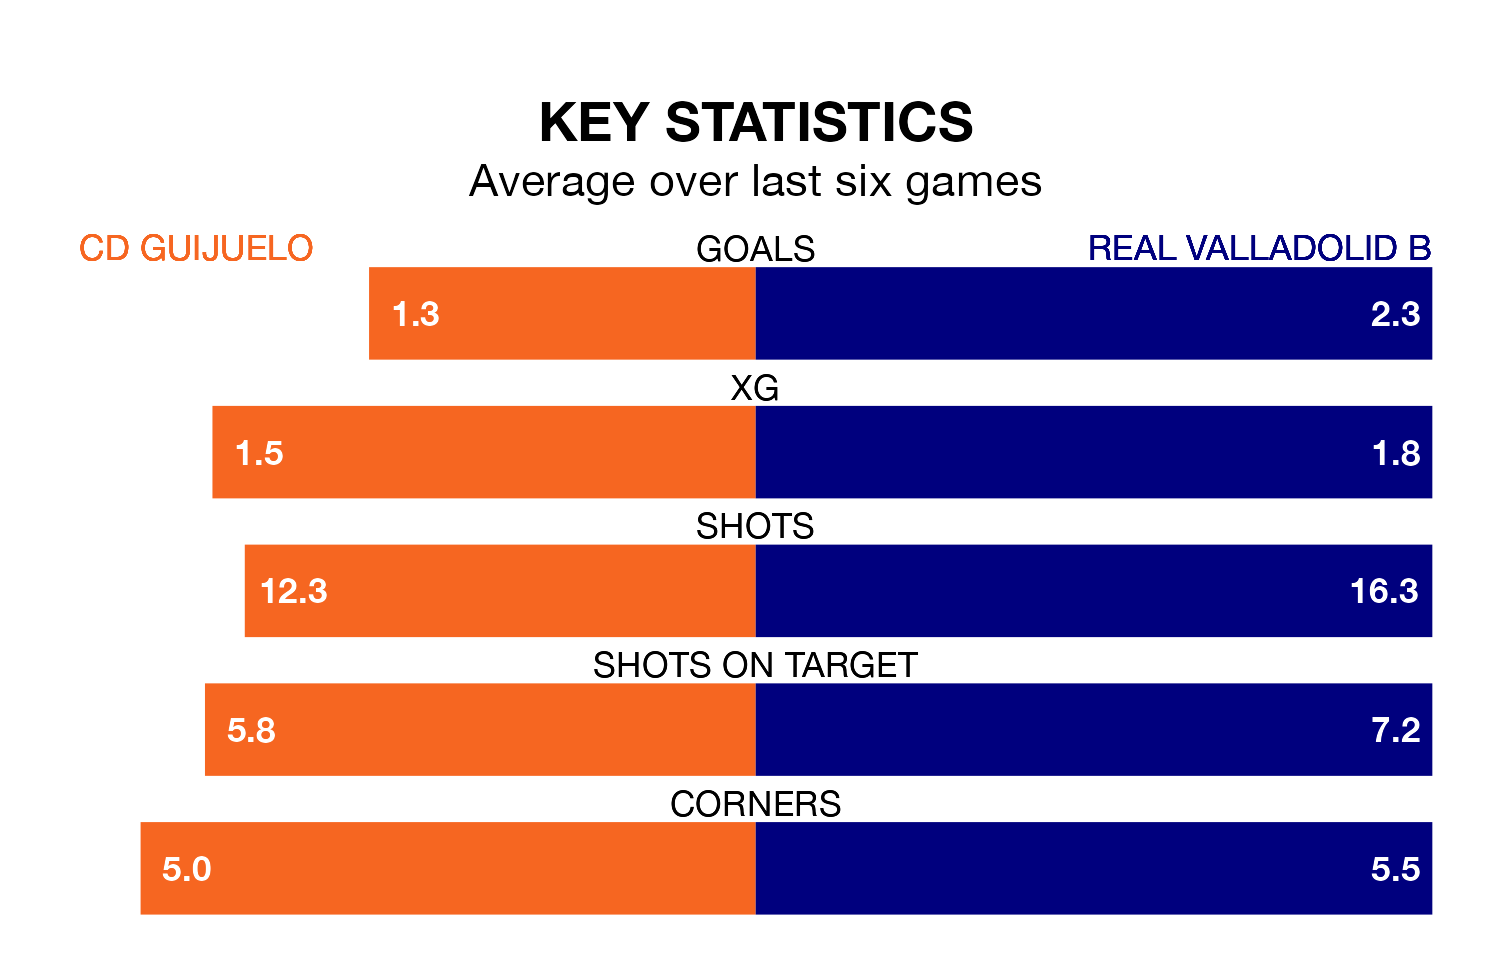 KEY STATISTICS
Average over last six games
CD GUIJUELO GOALS REAL VALLADOLID B
1.3 2.3
XG
1.5 1.8
SHOTS
12.3 16.3
SHOTS ON TARGET
5.8 7.2
CORNERS
5.0 5.5